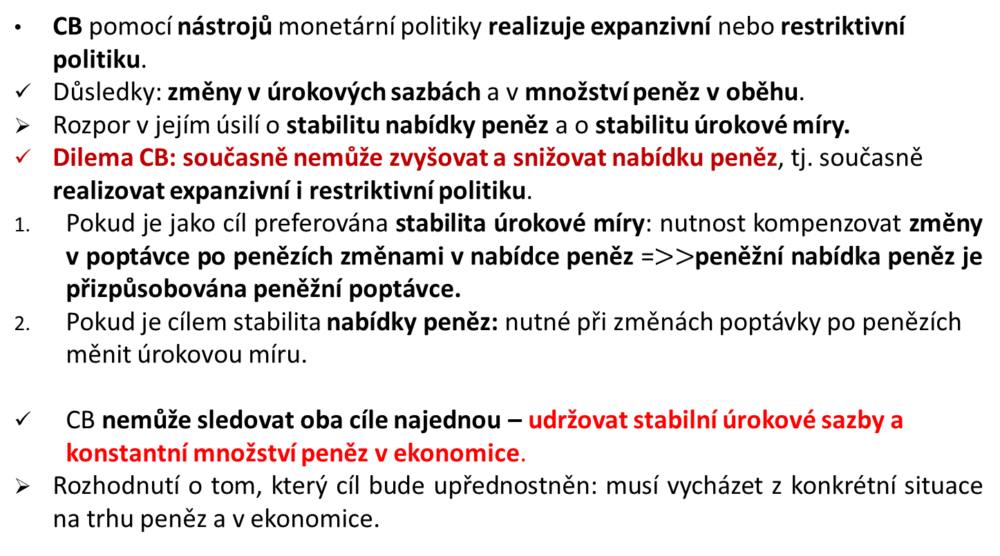 • CB pomocí nástrojů monetární politiky realizuje expanzivní nebo restriktivní
politiku.
✓ Důsledky: změny v úrokových sazbách a v množství peněz v oběhu.
➢ Rozpor v jejím úsilí o stabilitu nabídky peněz a o stabilitu úrokové míry.
✓ Dilema CB: současně nemůže zvyšovat a snižovat nabídku peněz, tj. současně
realizovat expanzivní i restriktivní politiku.
1. Pokud je jako cíl preferována stabilita úrokové míry: nutnost kompenzovat změny
v poptávce po penězích změnami v nabídce peněz =>>peněžní nabídka peněz je
přizpůsobována peněžní poptávce.
2. Pokud je cílem stabilita nabídky peněz: nutné při změnách poptávky po penězích
měnit úrokovou míru.
✓ CB nemůže sledovat oba cíle najednou – udržovat stabilní úrokové sazby a
konstantní množství peněz v ekonomice.
➢ Rozhodnutí o tom, který cíl bude upřednostněn: musí vycházet z konkrétní situace
na trhu peněz a v ekonomice.